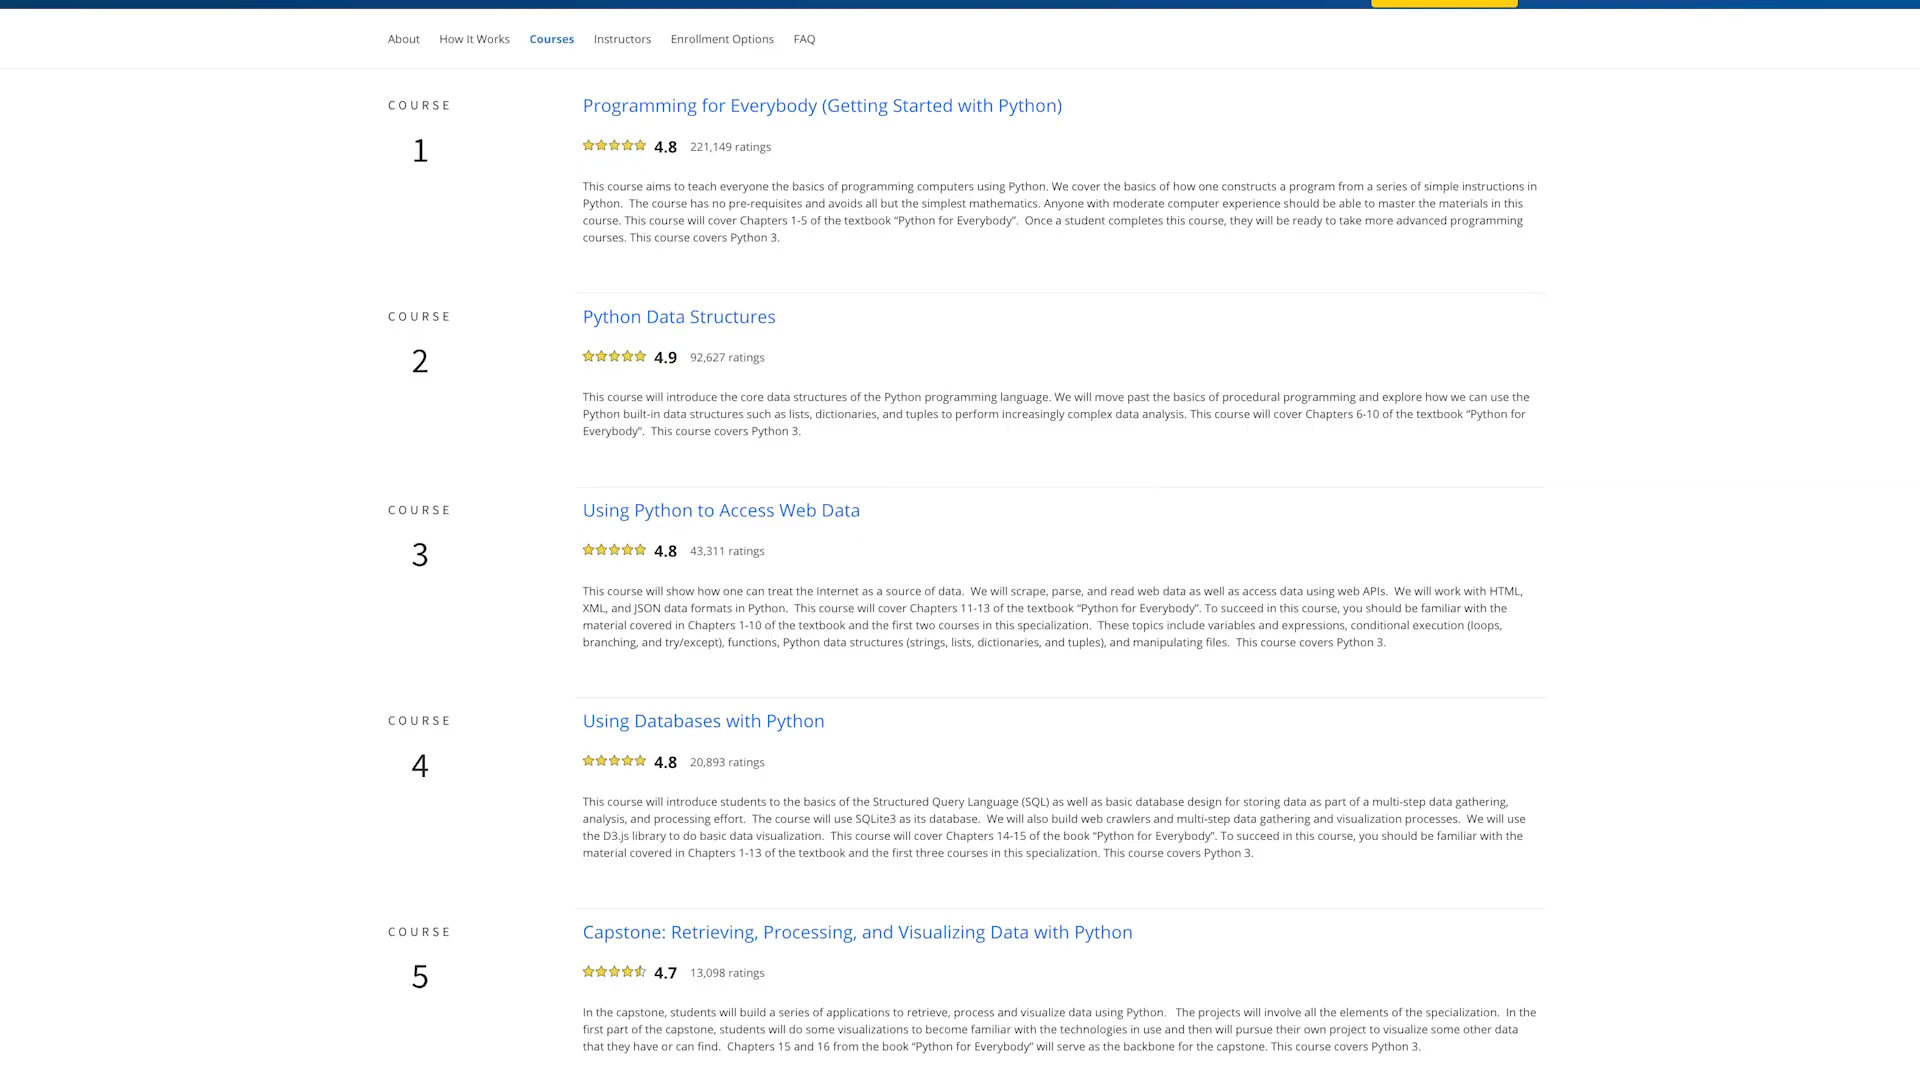 About How It Works Courses Instructors Enrollment Options FAQ
COURSE
1
Programming for Everybody (Getting Started with Python)
4.8 221,149 ratings
This course aims to teach everyone the basics of programming computers using Python. We cover the basics of how one constructs a program from a series of simple instructions in
Python.  The course has no pre-requisites and avoids all but the simplest mathematics. Anyone with moderate computer experience should be able to master the materials in this
course. This course will cover Chapters 1-5 of the textbook “Python for Everybody”.  Once a student completes this course, they will be ready to take more advanced programming
courses. This course covers Python 3.
COURSE
2
Python Data Structures
4.9 92,627 ratings
This course will introduce the core data structures of the Python programming language. We will move past the basics of procedural programming and explore how we can use the
Python built-in data structures such as lists, dictionaries, and tuples to perform increasingly complex data analysis. This course will cover Chapters 6-10 of the textbook “Python for
Everybody”.  This course covers Python 3.
COURSE
3
Using Python to Access Web Data
4.8 43,311 ratings
This course will show how one can treat the Internet as a source of data.  We will scrape, parse, and read web data as well as access data using web APIs.  We will work with HTML,
XML, and JSON data formats in Python.  This course will cover Chapters 11-13 of the textbook “Python for Everybody”. To succeed in this course, you should be familiar with the
material covered in Chapters 1-10 of the textbook and the first two courses in this specialization.  These topics include variables and expressions, conditional execution (loops,
branching, and try/except), functions, Python data structures (strings, lists, dictionaries, and tuples), and manipulating files.  This course covers Python 3.
COURSE
4
Using Databases with Python
4.8 20,893 ratings
This course will introduce students to the basics of the Structured Query Language (SQL) as well as basic database design for storing data as part of a multi-step data gathering,
analysis, and processing effort.  The course will use SQLite3 as its database.  We will also build web crawlers and multi-step data gathering and visualization processes.  We will use
the D3.js library to do basic data visualization.  This course will cover Chapters 14-15 of the book “Python for Everybody”. To succeed in this course, you should be familiar with the
material covered in Chapters 1-13 of the textbook and the first three courses in this specialization. This course covers Python 3.
COURSE
5
Capstone: Retrieving, Processing, and Visualizing Data with Python
4.7 13,098 ratings
In the capstone, students will build a series of applications to retrieve, process and visualize data using Python.   The projects will involve all the elements of the specialization.  In the
first part of the capstone, students will do some visualizations to become familiar with the technologies in use and then will pursue their own project to visualize some other data
that they have or can find.  Chapters 15 and 16 from the book “Python for Everybody” will serve as the backbone for the capstone. This course covers Python 3.